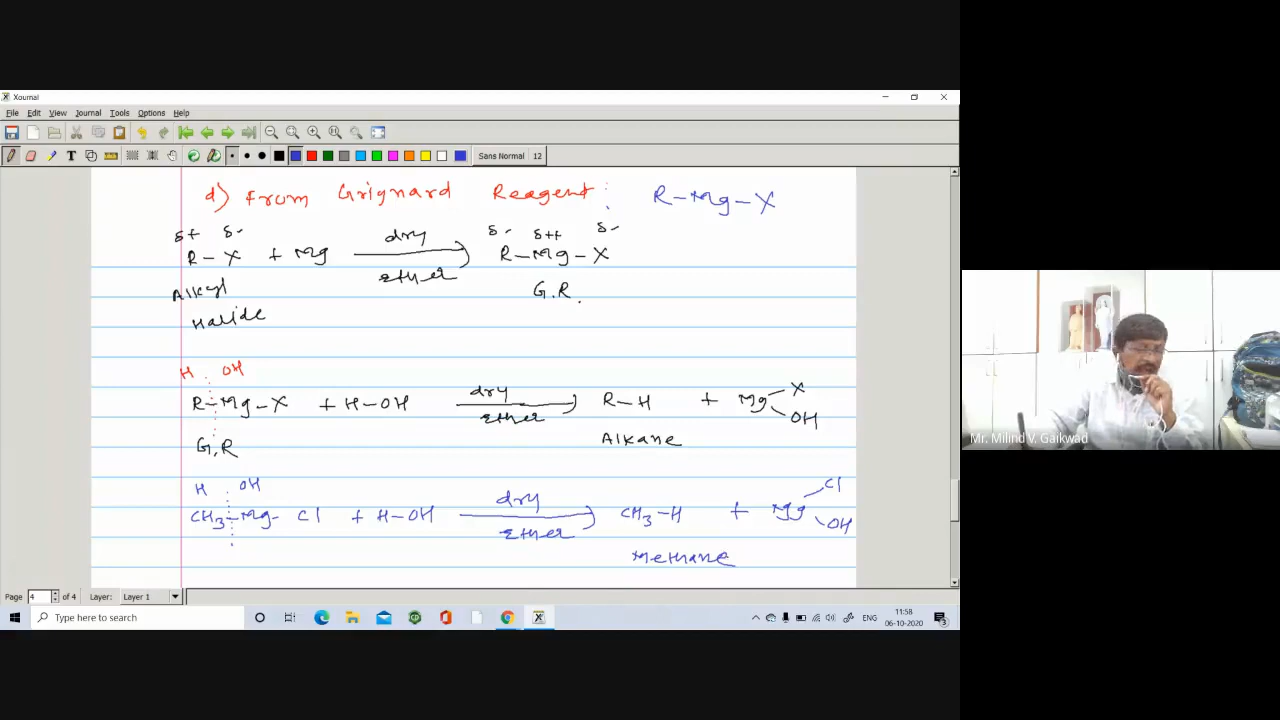 Xournal
File Edit View Journal Tools Options Help
Sans Normal 12
d) From Grignard Reagent : R-Mg-X
δ+ δ- dry δ- δ++ δ-
R-X + Mg Ether R-Mg-X
Alkyl G.R.
Halide
H OH
R-Mg-X + H-OH dry Ether R-H + Mg X OH
G.R Alkane
H OH
CH3-Mg- Cl + H-OH dry Ether CH3-H + Mg Cl OH
Methane
Mr. Milind V. Gaikwad
Page 4 of 4 Layer: Layer 1
Type here to search
ENG 11:58
06-10-2020
3